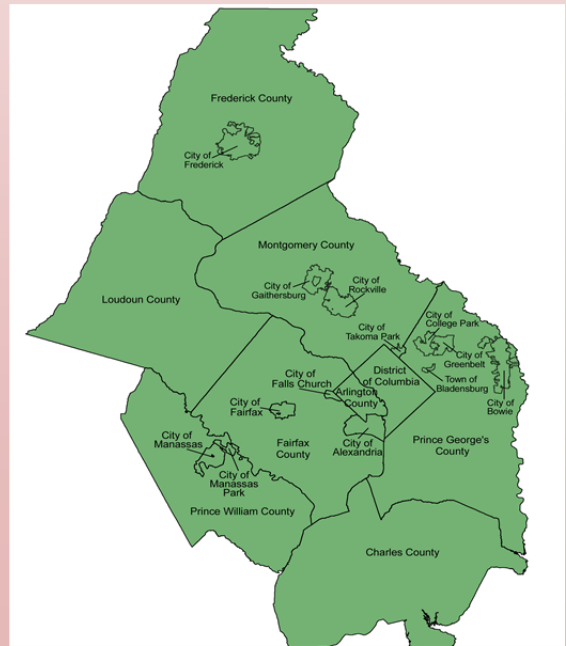 Frederick County
City of
Frederick
Montgomery County
Loudoun County
City of
Gaithersburg
City of
Rockville
City of
Takoma Park
City of
College Park
City of
Greenbelt
Town of
Bladensburg
City of
Bowie
District
of Columbia
City of
Falls Church
Arlington
County
City of
Fairfax
City of
Alexandria
Fairfax
County
Prince George's
County
City of
Manassas
City of
Manassas
Park
Prince William County
Charles County